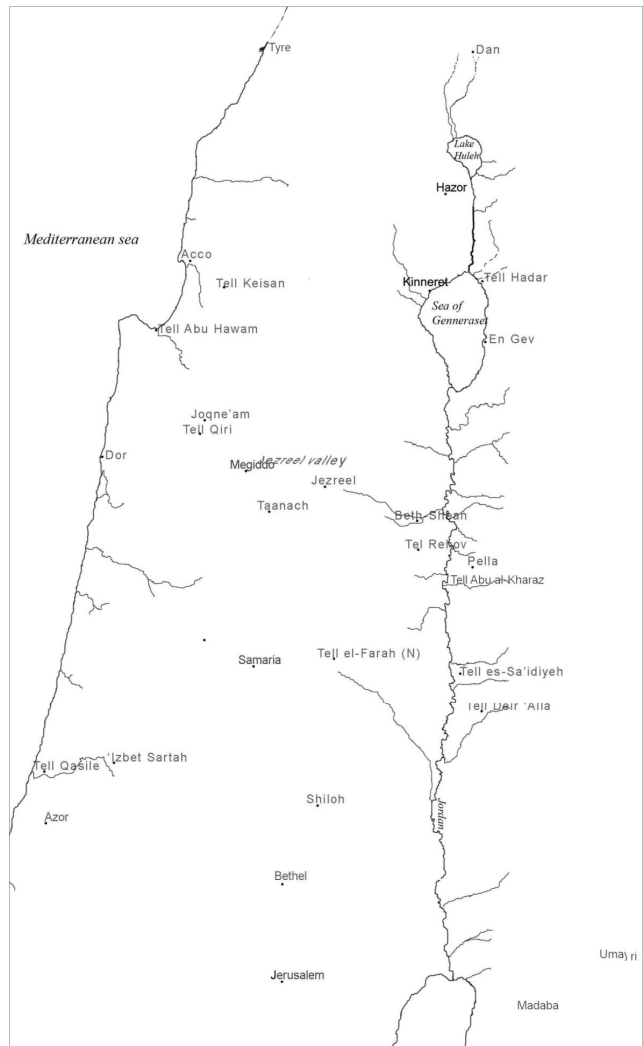 Tyre
Dan
Lake
Huleh
Hazor
Mediterranean sea
Acco
Tell Keisan
Kinneret
Tell Hadar
Sea of
Genneraset
Tell Abu Hawam
En Gev
Joqne'am
Tell Qiri
Dor
Megiddo
Jezreel valley
Jezreel
Taanach
Beth-Shean
Tel Rehov
Pella
Tell Abu al-Kharaz
Samaria
Tell el-Farah (N)
Tell es-Sa'idiyeh
Tell Deir 'Alla
'Izbet Sartah
Tell Qasile
Shiloh
Jordan
Azor
Bethel
Umayri
Jerusalem
Madaba